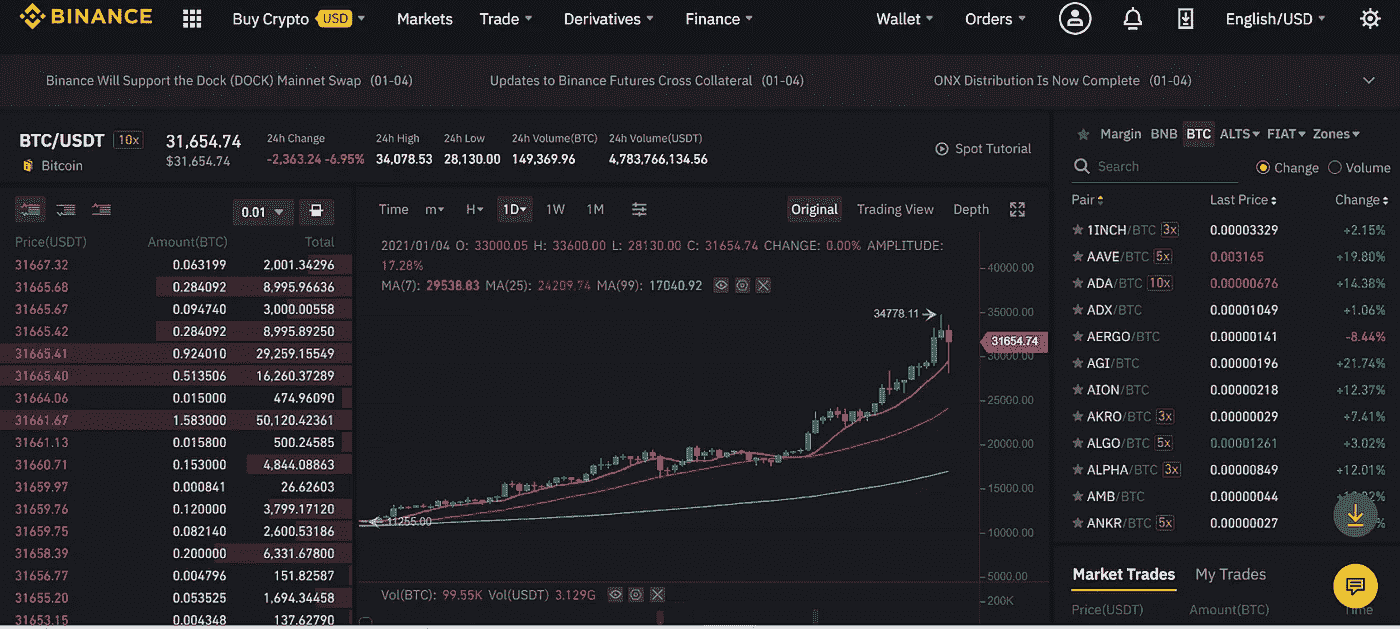 BINANCE Buy Crypto USD Markets Trade Derivatives Finance Wallet Orders English/USD
Binance Will Support the Dock (DOCK) Mainnet Swap (01-04) Updates to Binance Futures Cross Collateral (01-04) ONX Distribution Is Now Complete (01-04)
BTC/USDT 10x
Bitcoin
31,654.74
$31,654.74
24h Change
-2,363.24 -6.95%
24h High
34,078.53
24h Low
28,130.00
24h Volume(BTC)
149,369.96
24h Volume(USDT)
4,783,766,134.56
Spot Tutorial
0.01
Price(USDT) Amount(BTC) Total
31667.32 0.063199 2,001.34296
31665.68 0.284092 8,995.96636
31665.67 0.094740 3,000.00558
31665.42 0.284092 8,995.89250
31665.41 0.924010 29,259.15549
31665.40 0.513506 16,260.37289
31664.06 0.015000 474.96090
31661.67 1.583000 50,120.42361
31661.13 0.015800 500.24585
31660.71 0.153000 4,844.08863
31659.97 0.000841 26.62603
31659.76 0.120000 3,799.17120
31659.75 0.082140 2,600.53186
31658.39 0.200000 6,331.67800
31656.77 0.004796 151.82587
31655.20 0.053525 1,694.34458
31653.15 0.004348 137.62790
Time m H 1D 1W 1M Original Trading View Depth
2021/01/04 O: 33000.05 H: 33600.00 L: 28130.00 C: 31654.74 CHANGE: 0.00% AMPLITUDE:
17.28%
MA(7): 29538.83 MA(25): 24209.74 MA(99): 17040.92
40000.00
34778.11
35000.00
31654.74
30000.00
25000.00
20000.00
15000.00
11255.00
10000.00
5000.00
Vol(BTC): 99.55K Vol(USDT) 3.129G
200K
Margin BNB BTC ALTS FIAT Zones
Search Change Volume
Pair Last Price Change
1INCH/BTC 3x 0.00003329 +2.15%
AAVE/BTC 5x 0.003165 +19.80%
ADA/BTC 10x 0.00000676 +14.38%
ADX/BTC 0.00001049 +1.06%
AERGO/BTC 0.00000141 -8.44%
AGI/BTC 0.00000196 +21.74%
AION/BTC 0.00000218 +12.37%
AKRO/BTC 3x 0.00000029 +7.41%
ALGO/BTC 5x 0.00001261 +3.02%
ALPHA/BTC 3x 0.00000849 +12.01%
AMB/BTC 0.00000044
ANKR/BTC 5x 0.00000027
Market Trades My Trades
Price(USDT) Amount(BTC) Time